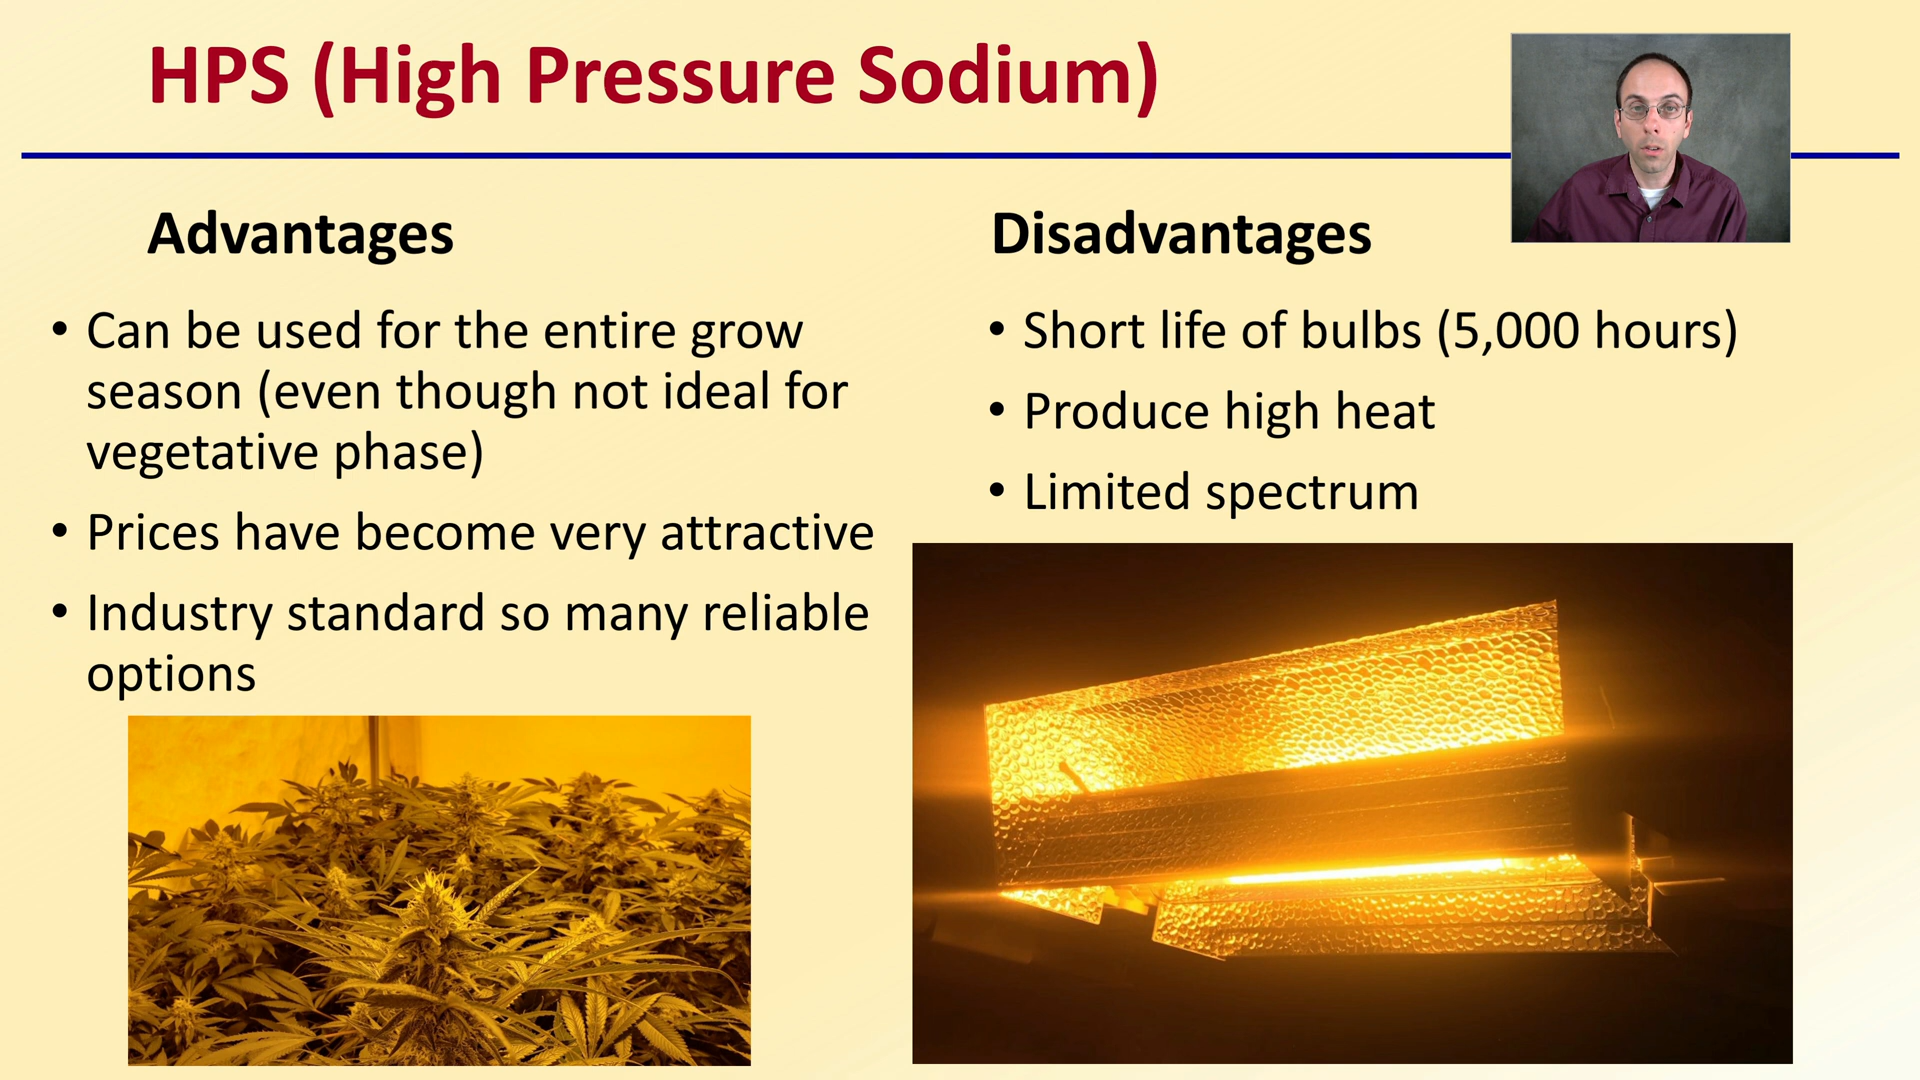 HPS (High Pressure Sodium)
Advantages
• Can be used for the entire grow
season (even though not ideal for
vegetative phase)
• Prices have become very attractive
• Industry standard so many reliable
options
Disadvantages
• Short life of bulbs (5,000 hours)
• Produce high heat
• Limited spectrum